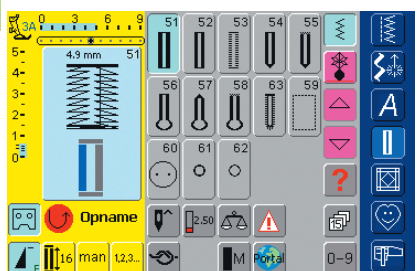 0 3 6 9
3A
51 52 53 54 55
5-
4-
3-
2-
1-
0
4.9 mm 51
56 57 58 63 59
60 61 62
A
?
Opname
2.50
16 man 1,2,3...
M Portal 0-9
F